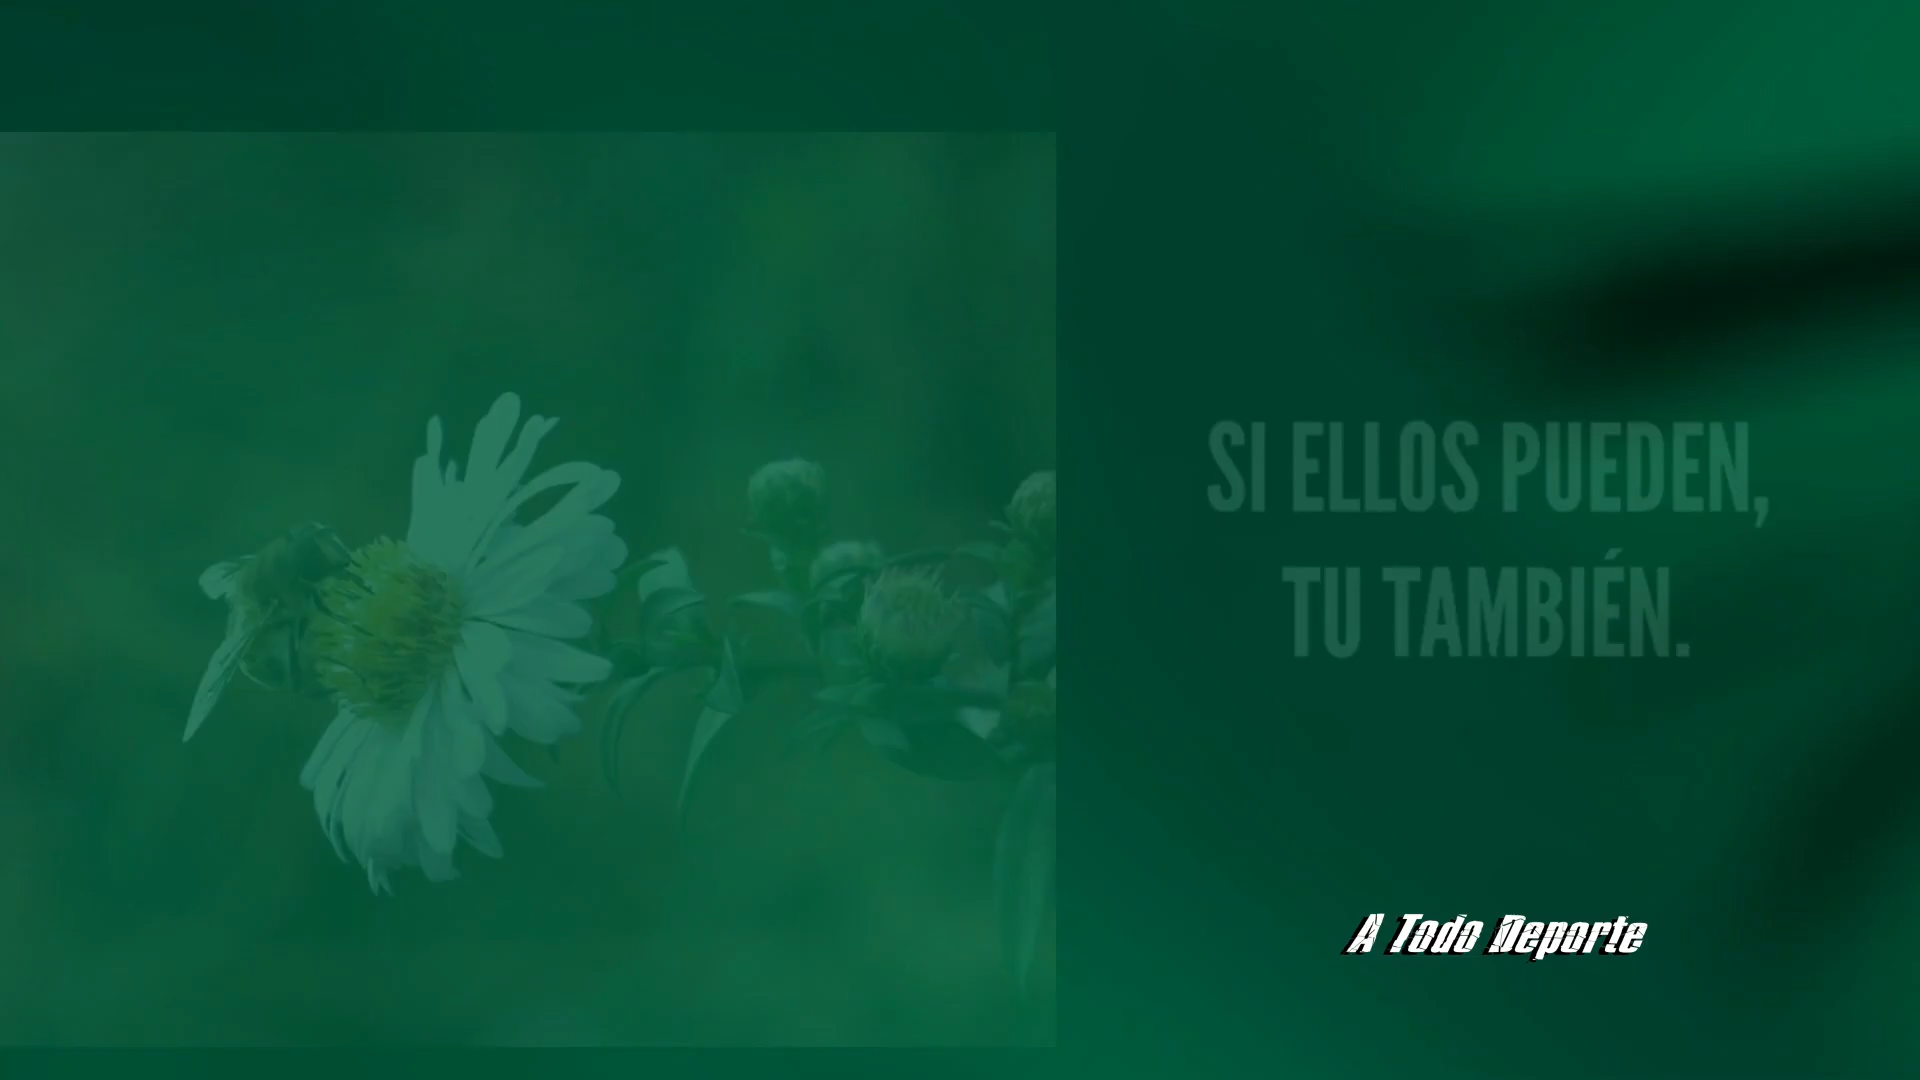 SI ELLOS PUEDEN,
TU TAMBIÉN.
A Todo Deporte